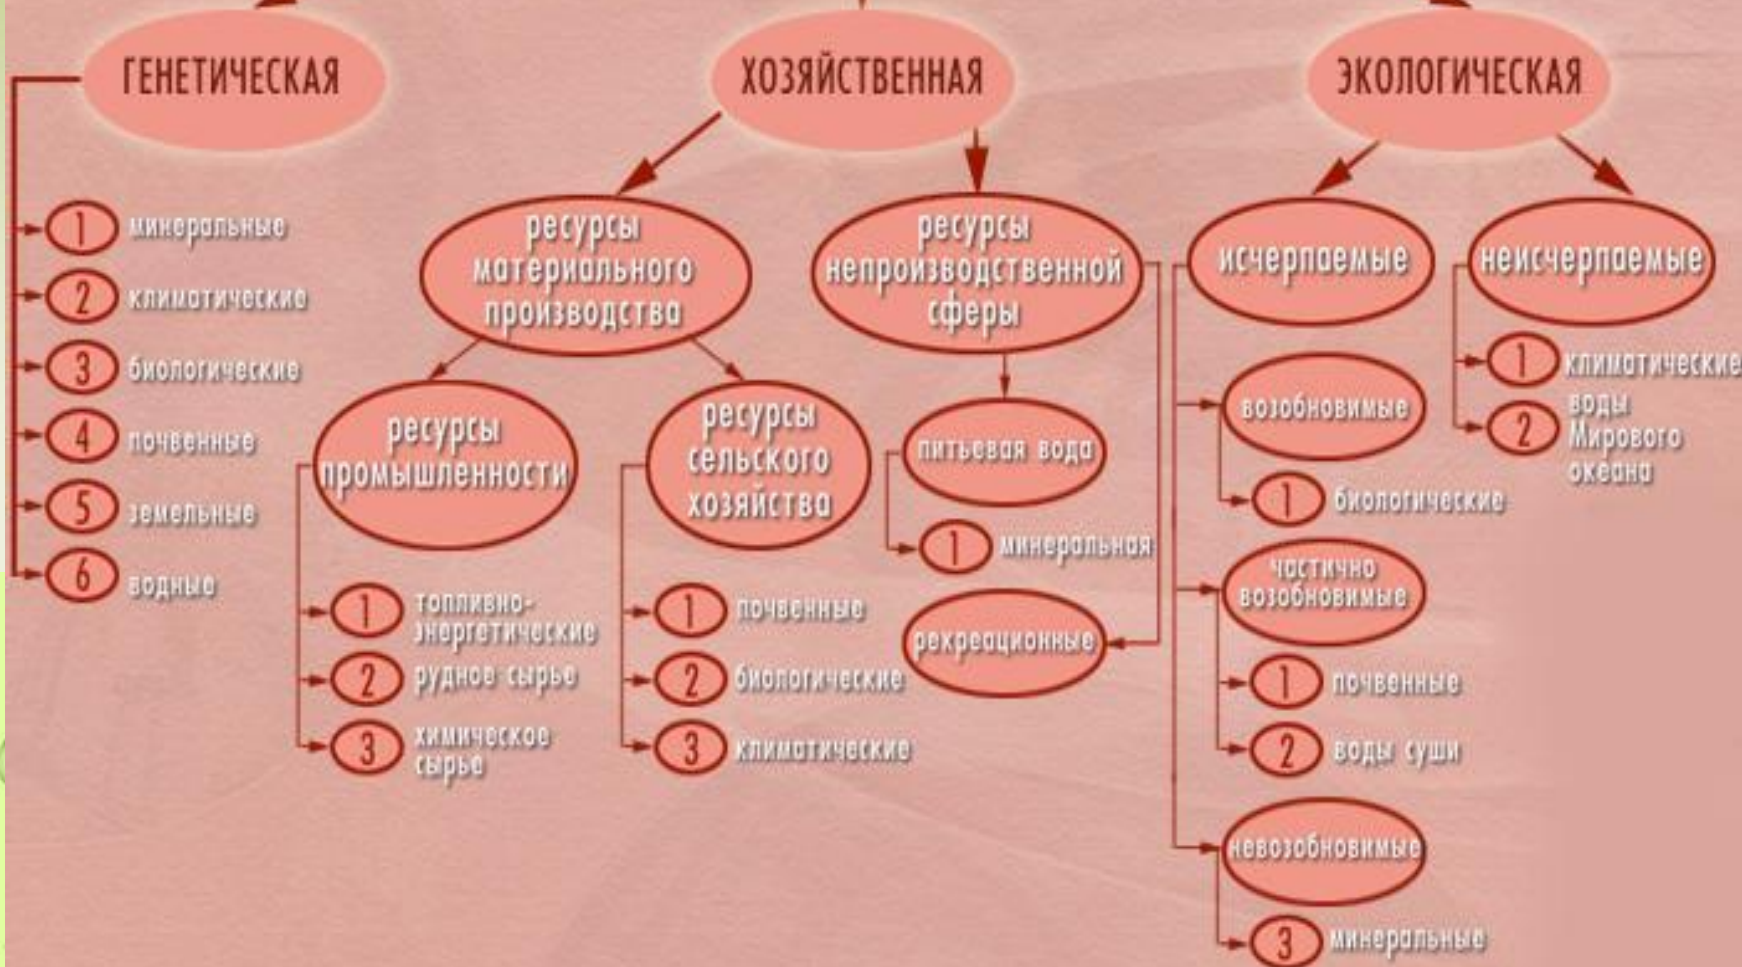 ГЕНЕТИЧЕСКАЯ
1 минеральные
2 климатические
3 биологические
4 почвенные
5 земельные
6 водные
ХОЗЯЙСТВЕННАЯ
ресурсы
материального
производства
ресурсы
промышленности
1 топливно-
энергетические
2 рудное сырье
3 химическое
сырье
ресурсы
сельского
хозяйства
1 почвенные
2 биологические
3 климатические
ресурсы
непроизводственной
сферы
питьевая вода
1 минеральная
рекреационные
ЭКОЛОГИЧЕСКАЯ
исчерпаемые
возобновимые
1 биологические
частично
возобновимые
1 почвенные
2 воды суши
невозобновимые
3 минеральные
неисчерпаемые
1 климатические
2 воды
Мирового
океана